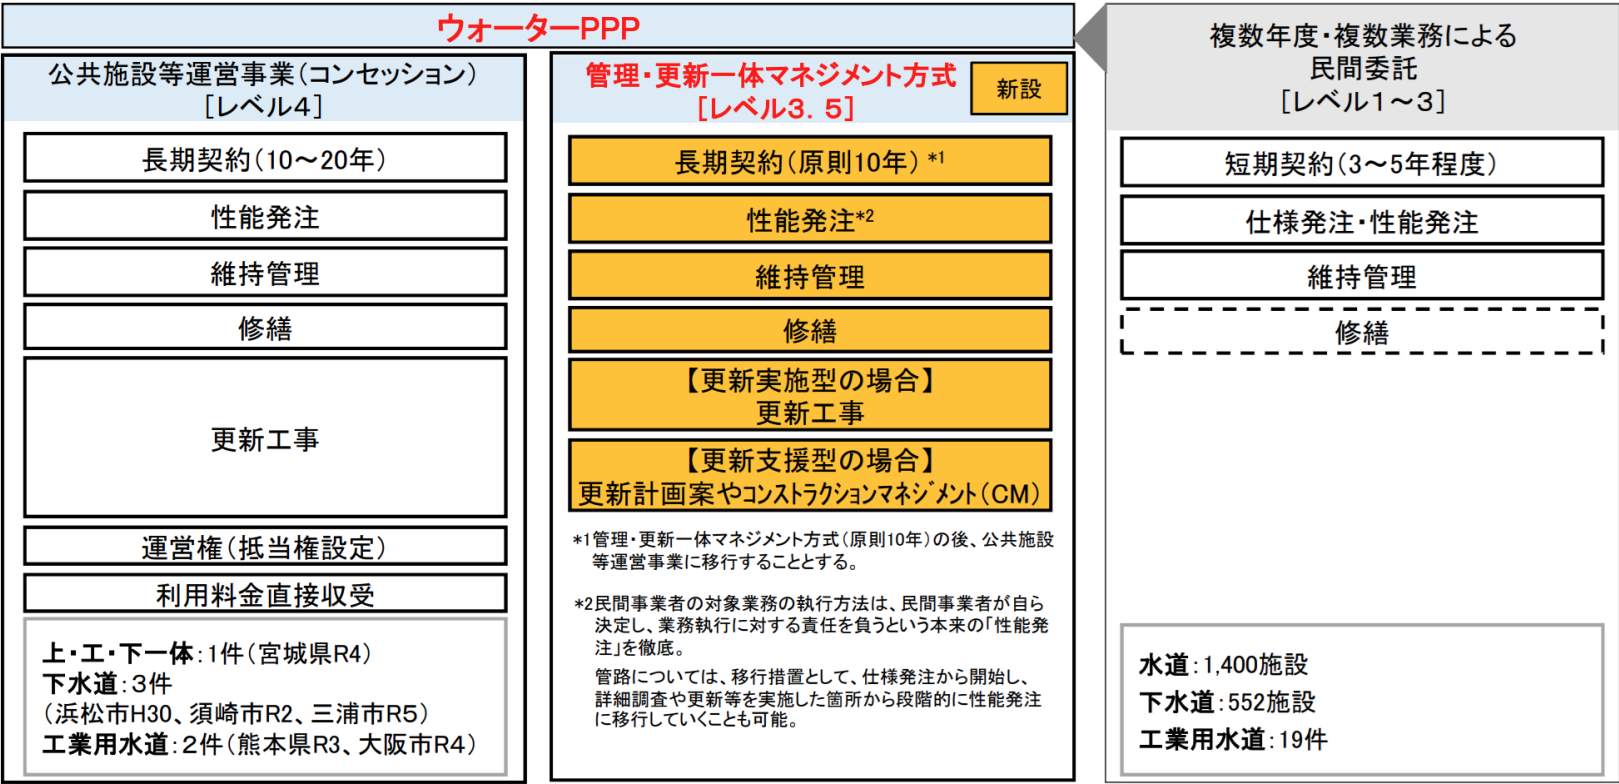 ウォーターPPP
公共施設等運営事業(コンセッション)
[レベル4]
長期契約(10～20年)
性能発注
維持管理
修繕
更新工事
運営権(抵当権設定)
利用料金直接収受
上・工・下一体:1件(宮城県R4)
下水道:3件
(浜松市H30、須崎市R2、三浦市R5)
工業用水道:2件(熊本県R3、大阪市R4)
管理・更新一体マネジメント方式
[レベル3.5]
新設
長期契約(原則10年)*1
性能発注*2
維持管理
修繕
【更新実施型の場合】
更新工事
【更新支援型の場合】
更新計画案やｺﾝｽﾄﾗｸｼｮﾝﾏﾈｼﾞﾒﾝﾄ(CM)
*1管理・更新一体マネジメント方式(原則10年)の後、公共施設
等運営事業に移行することとする。
*2民間事業者の対象業務の執行方法は、民間事業者が自ら
決定し、業務執行に対する責任を負うという本来の「性能発
注」を徹底。
管路については、移行措置として、仕様発注から開始し、
詳細調査や更新等を実施した箇所から段階的に性能発注
に移行していくことも可能。
複数年度・複数業務による
民間委託
[レベル1～3]
短期契約(3～5年程度)
仕様発注・性能発注
維持管理
修繕
水道:1,400施設
下水道:552施設
工業用水道:19件